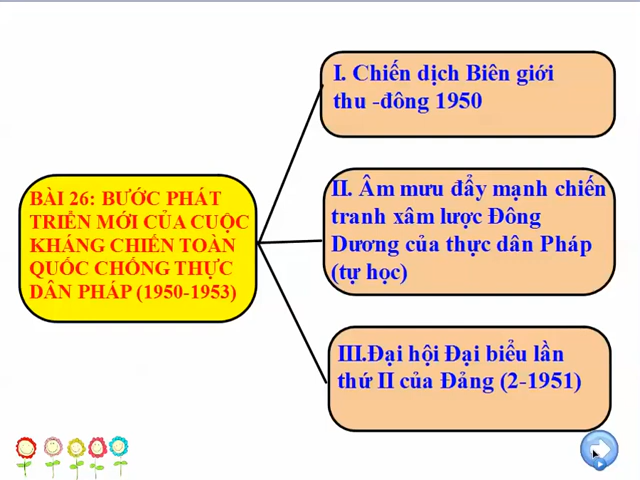 I. Chiến dịch Biên giới
thu -đông 1950
BÀI 26: BƯỚC PHÁT
TRIỂN MỚI CỦA CUỘC
KHÁNG CHIẾN TOÀN
QUỐC CHỐNG THỰC
DÂN PHÁP (1950-1953)
II. Âm mưu đẩy mạnh chiến
tranh xâm lược Đông
Dương của thực dân Pháp
(tự học)
III.Đại hội Đại biểu lần
thứ II của Đảng (2-1951)